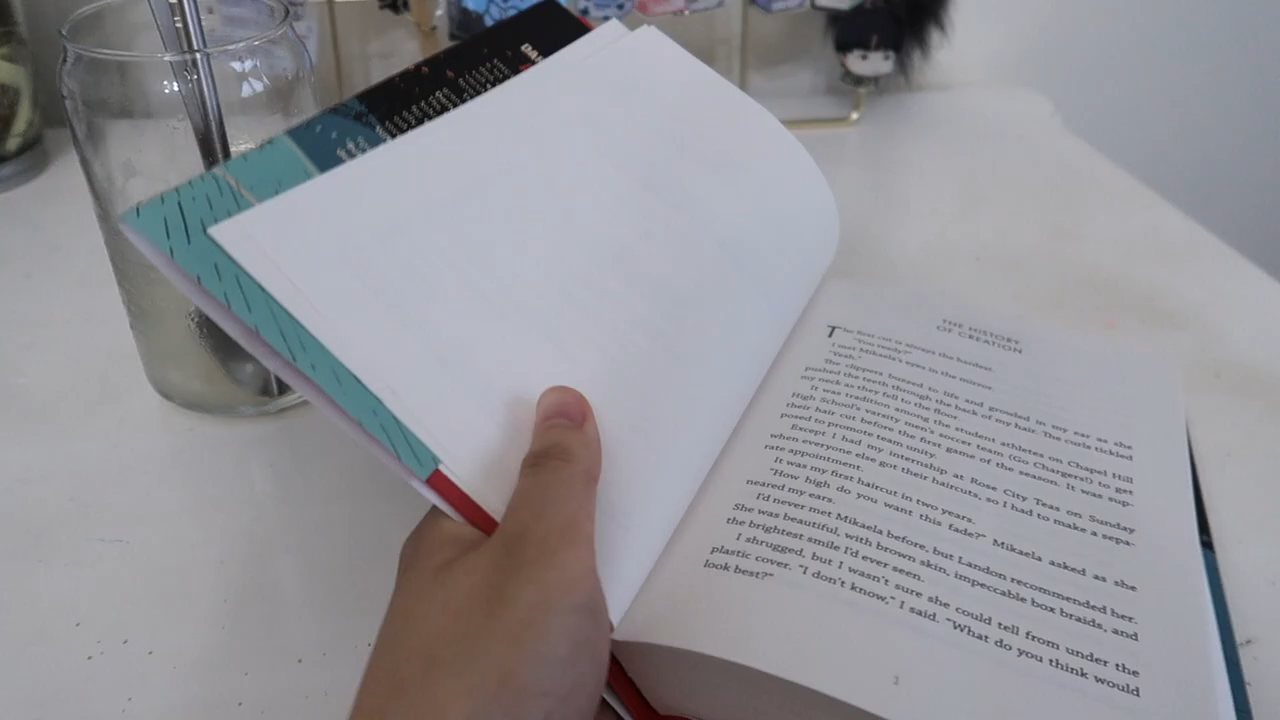 DAR
THE HISTORY
OF CREATION
The first cut is always the hardest.
"You ready?"
I met Mikaela's eyes in the mirror.
"Yeah."
The clippers buzzed to life and growled in my ear as she
pushed the teeth through the back of my hair. The curls tickled
my neck as they fell to the floor.
It was tradition among the student athletes on Chapel Hill
High School's varsity men's soccer team (Go Chargers!) to get
their hair cut before the first game of the season. It was sup-
posed to promote team unity.
Except I had my internship at Rose City Teas on Sunday
when everyone else got their haircuts, so I had to make a sepa-
rate appointment.
It was my first haircut in two years.
"How high do you want this fade?" Mikaela asked as she
neared my ears.
I'd never met Mikaela before, but Landon recommended her.
She was beautiful, with brown skin, impeccable box braids, and
the brightest smile I'd ever seen.
I shrugged, but I wasn't sure she could tell from under the
plastic cover. "I don't know," I said. "What do you think would
look best?"
1